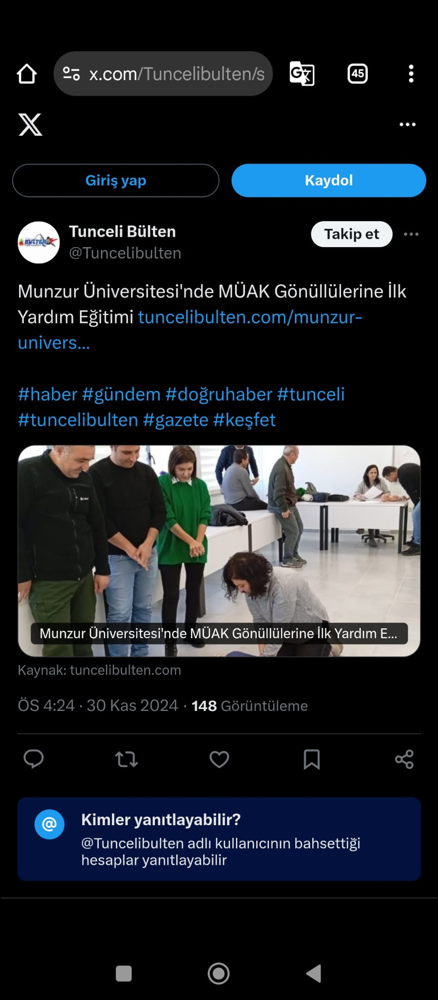 x.com/Tuncelibulten/s
45
Giriş yap
Kaydol
BÜLTEN
Tunceli Bülten
Takip et
@Tuncelibulten
Munzur Üniversitesi'nde MÜAK Gönüllülerine İlk
Yardım Eğitimi tuncelibulten.com/munzur-
univers...
#haber #gündem #doğruhaber #tunceli
#tuncelibulten #gazete #keşfet
Munzur Üniversitesi'nde MÜAK Gönüllülerine İlk Yardım E...
Kaynak: tuncelibulten.com
ÖS 4:24 · 30 Kas 2024 · 148 Görüntüleme
@
Kimler yanıtlayabilir?
@Tuncelibulten adlı kullanıcının bahsettiği
hesaplar yanıtlayabilir